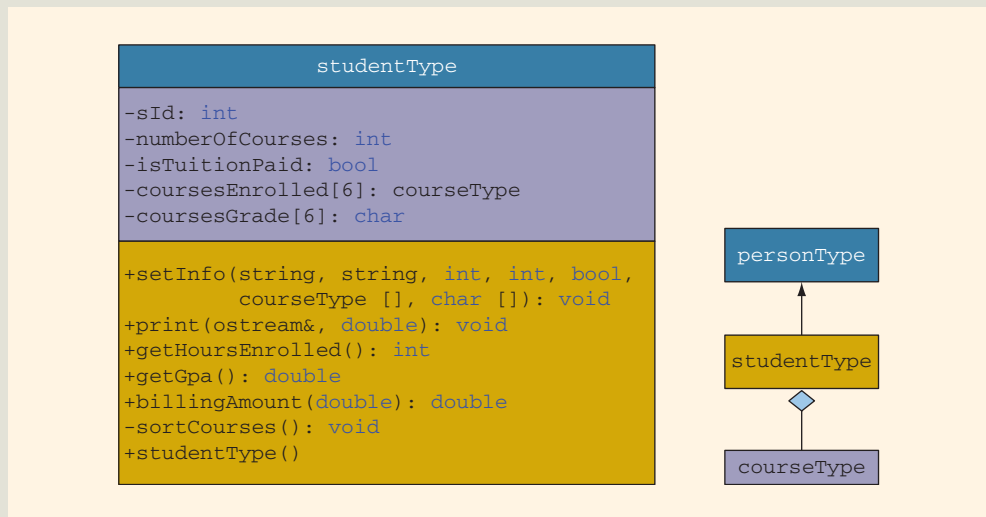 studentType
-sId: int
-numberOfCourses: int
-isTuitionPaid: bool
-coursesEnrolled[6]: courseType
-coursesGrade[6]: char
+setInfo(string, string, int, int, bool,
courseType [], char []): void
+print(ostream&, double): void
+getHoursEnrolled(): int
+getGpa(): double
+billingAmount(double): double
-sortCourses(): void
+studentType()
personType
studentType
courseType